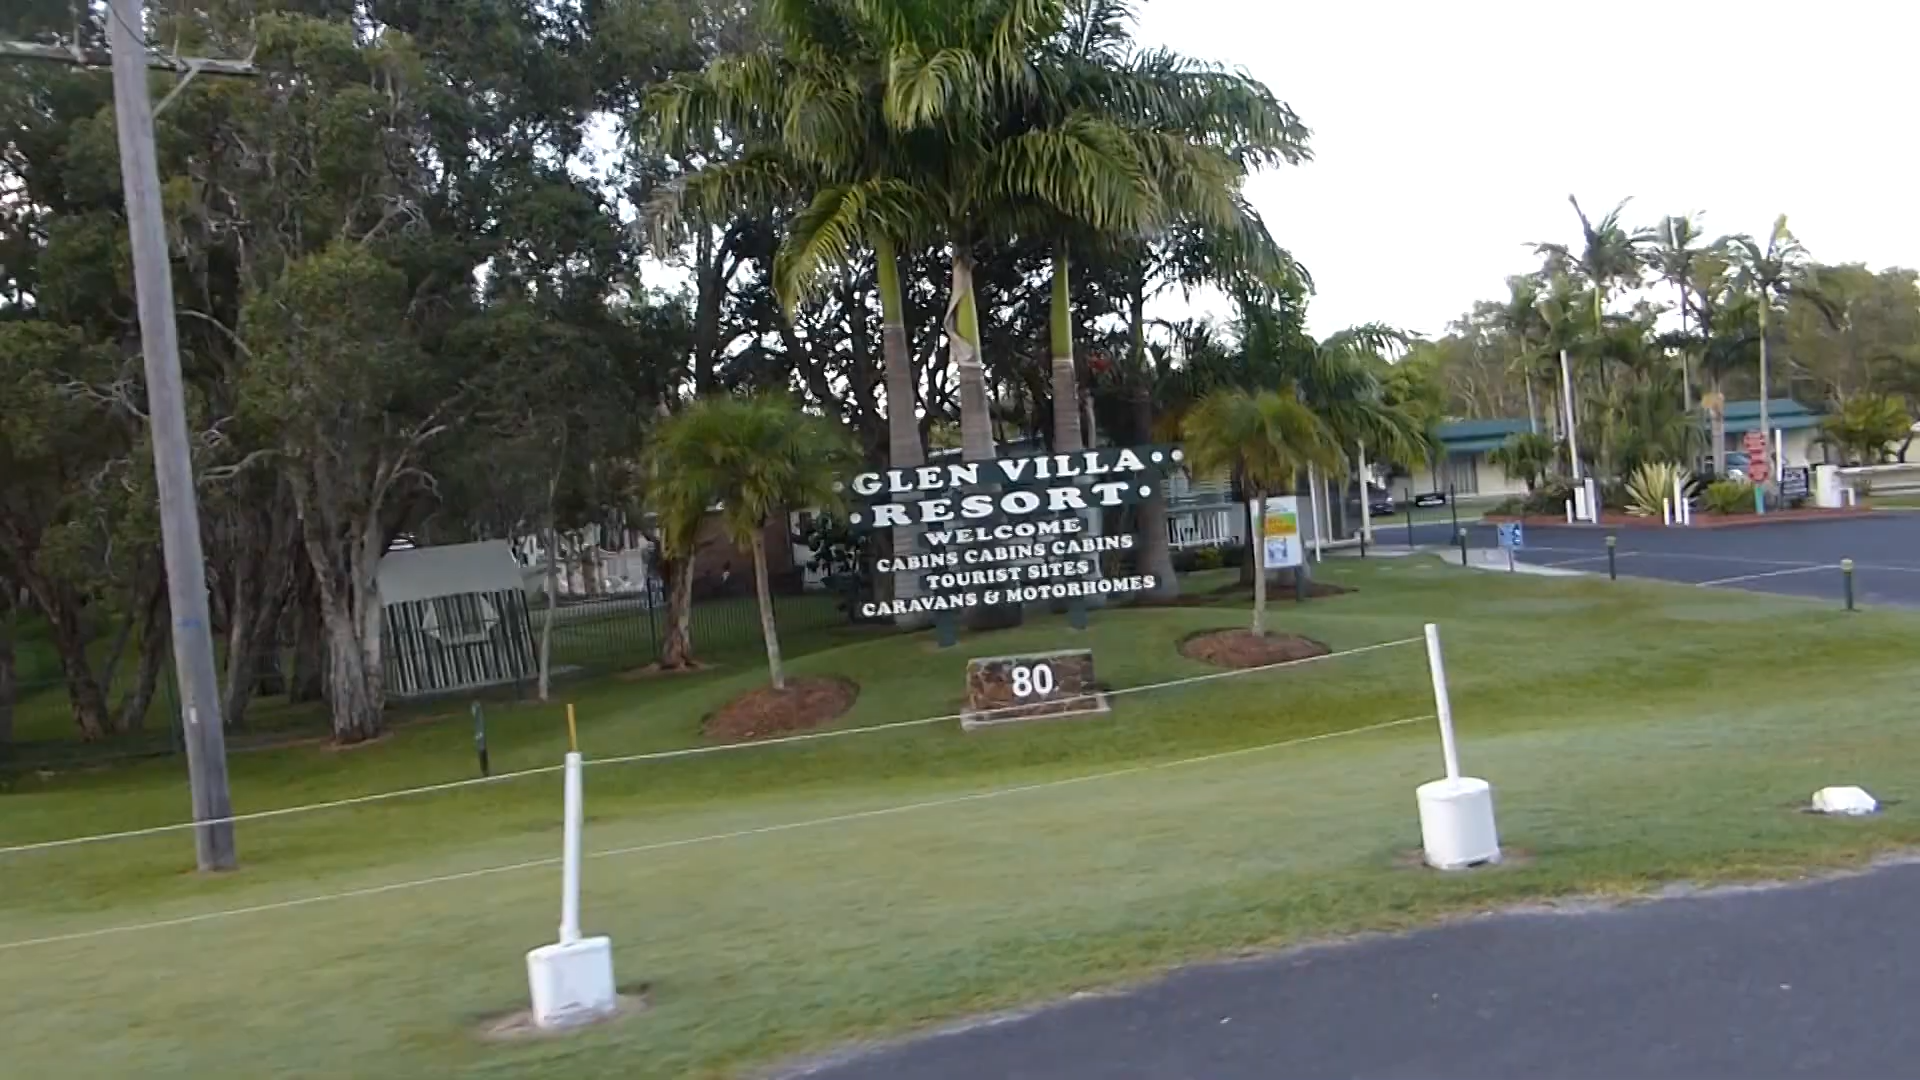 GLEN VILLA
RESORT
WELCOME
CABINS CABINS CABINS
TOURIST SITES
CARAVANS & MOTORHOMES
80